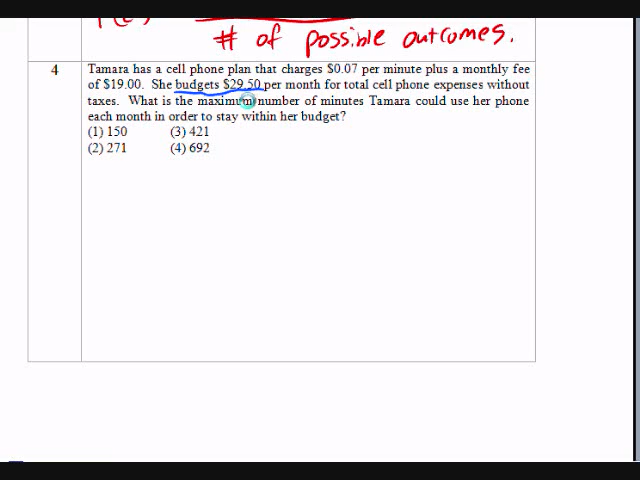 # of possible outcomes.
4
Tamara has a cell phone plan that charges $0.07 per minute plus a monthly fee
of $19.00. She budgets $29.50 per month for total cell phone expenses without
taxes. What is the maximum number of minutes Tamara could use her phone
each month in order to stay within her budget?
(1) 150 (3) 421
(2) 271 (4) 692